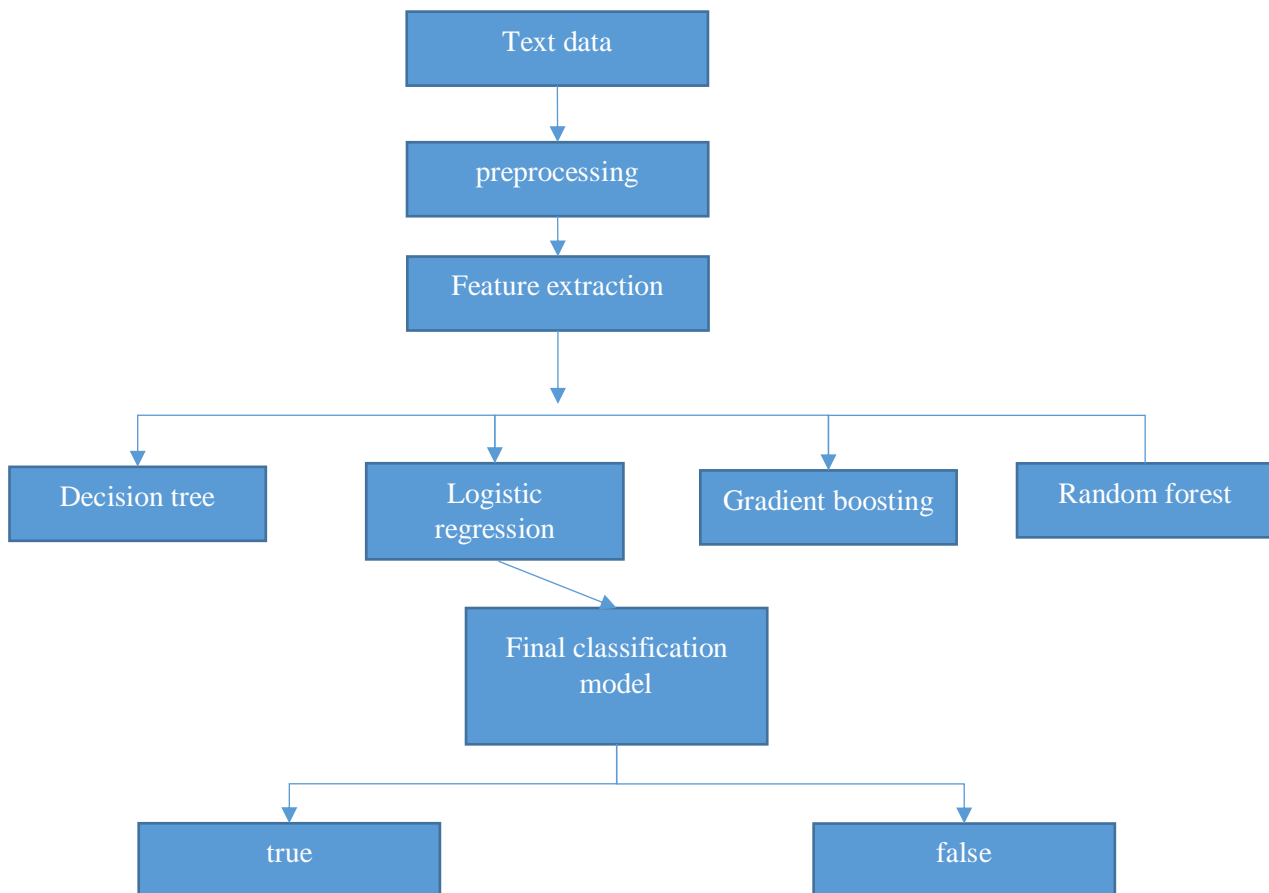 Text data
preprocessing
Feature extraction
Decision tree
Logistic
regression
Gradient boosting
Random forest
Final classification
model
true
false